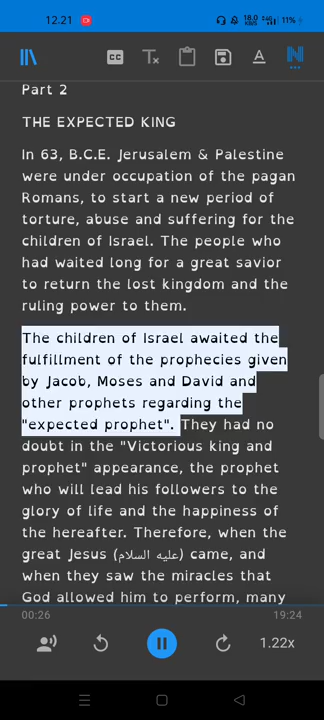 12.21
18.0
KB/S
11%
CC
Part 2
THE EXPECTED KING
In 63, B.C.E. Jerusalem & Palestine
were under occupation of the pagan
Romans, to start a new period of
torture, abuse and suffering for the
children of Israel. The people who
had waited long for a great savior
to return the lost kingdom and the
ruling power to them.
The children of Israel awaited the
fulfillment of the prophecies given
by Jacob, Moses and David and
other prophets regarding the
"expected prophet". They had no
doubt in the "Victorious king and
prophet" appearance, the prophet
who will lead his followers to the
glory of life and the happiness of
the hereafter. Therefore, when the
great Jesus (عليه السلام) came, and
when they saw the miracles that
God allowed him to perform, many
00:26
19:24
1.22x